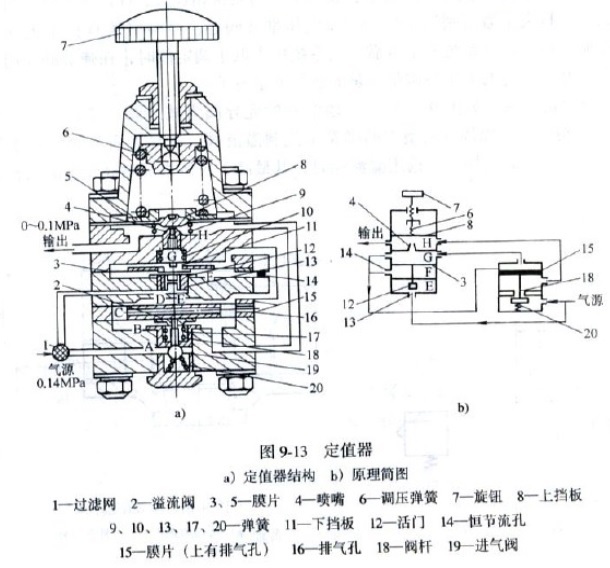 7
6
5
4
0~0.1MPa
输出
3
2
1
气源
0.14MPa
8
9
10
11
12
13
14
15
16
17
18
19
20
H
G
D
E
C
B
A
a)
输出
4
14
12
13
7
6
8
H
G
F
E
3
15
18
气源
20
b)
图 9-13 定值器
a）定值器结构 b）原理简图
1—过滤网 2—溢流阀 3、5—膜片 4—喷嘴 6—调压弹簧 7—旋钮 8—上挡板
9、10、13、17、20—弹簧 11—下挡板 12—活门 14—恒节流孔
15—膜片（上有排气孔） 16—排气孔 18—阀杆 19—进气阀